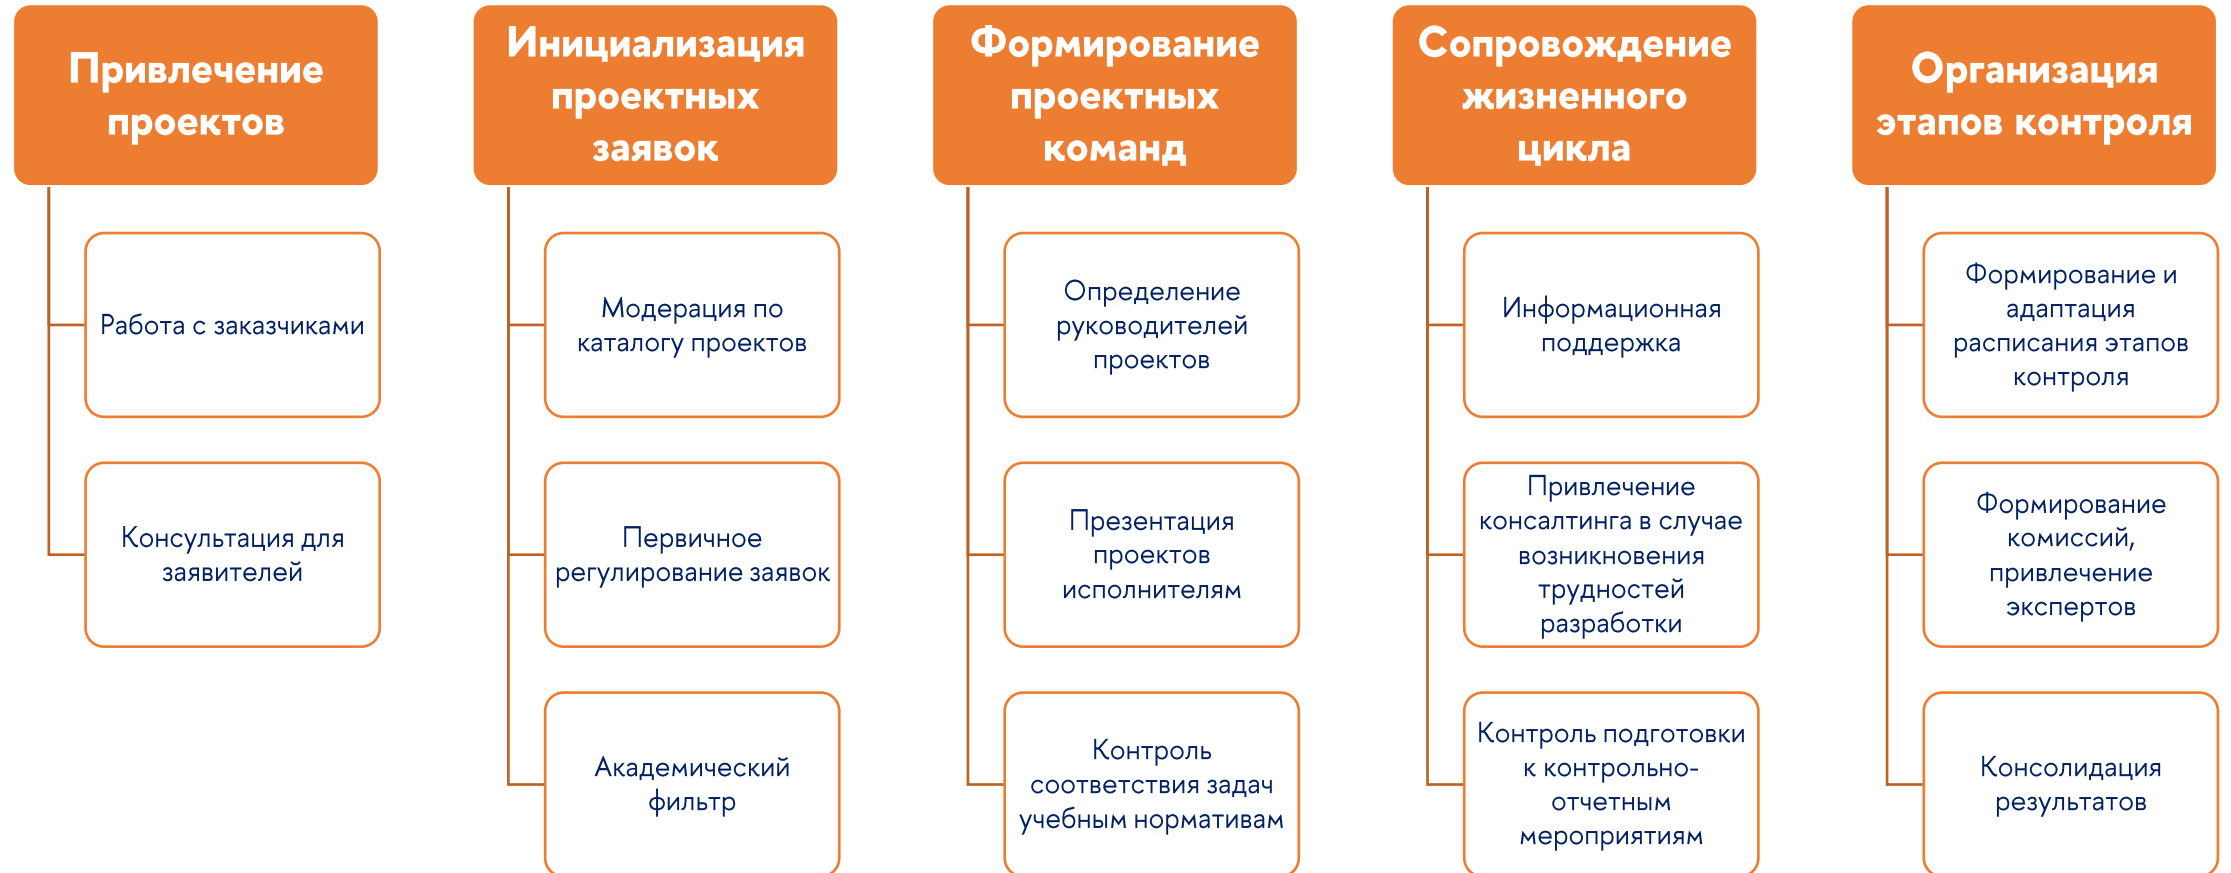 Привлечение
проектов
Работа с заказчиками
Консультация для
заявителей
Инициализация
проектных
заявок
Модерация по
каталогу проектов
Первичное
регулирование заявок
Академический
фильтр
Формирование
проектных
команд
Определение
руководителей
проектов
Презентация
проектов
исполнителям
Контроль
соответствия задач
учебным нормативам
Сопровождение
жизненного
цикла
Информационная
поддержка
Привлечение
консалтинга в случае
возникновения
трудностей
разработки
Контроль подготовки
к контрольно-
отчетным
мероприятиям
Организация
этапов контроля
Формирование и
адаптация
расписания этапов
контроля
Формирование
комиссий,
привлечение
экспертов
Консолидация
результатов